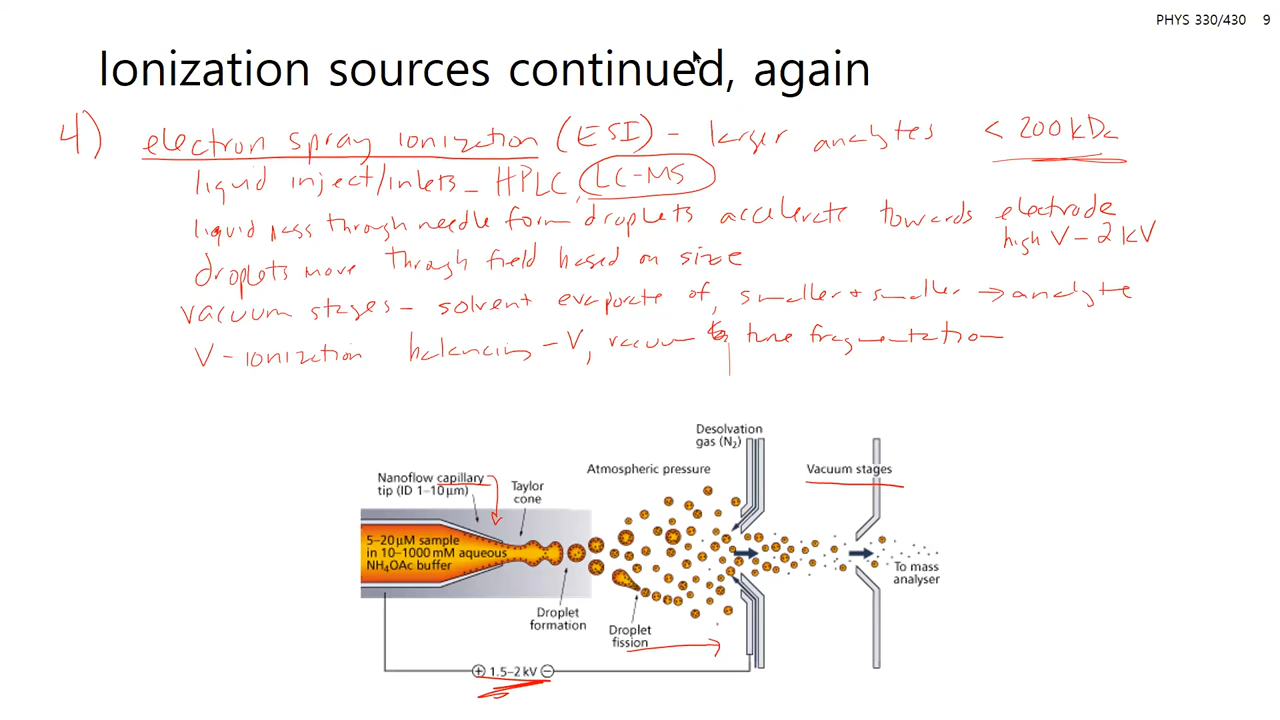 PHYS 330/430 9
Ionization sources continued, again
4) electron spray ionization (ESI) - larger analytes < 200 kDa
liquid inject/inlets - HPLC, LC-MS
liquid pass through needle form droplets accelerate towards electrode
high V - 2 kV
droplets move through field based on size
vacuum stages - solvent evaporate of, smaller + smaller → analyte
V - ionization balancing - V, vacuum tune fragmentation
Desolvation
gas (N₂)
Atmospheric pressure
Vacuum stages
Nanoflow capillary
tip (ID 1–10 μm)
Taylor
cone
5–20 μM sample
in 10–1000 mM aqueous
NH₄OAc buffer
To mass
analyser
Droplet
formation
Droplet
fission
+ 1.5–2 kV −